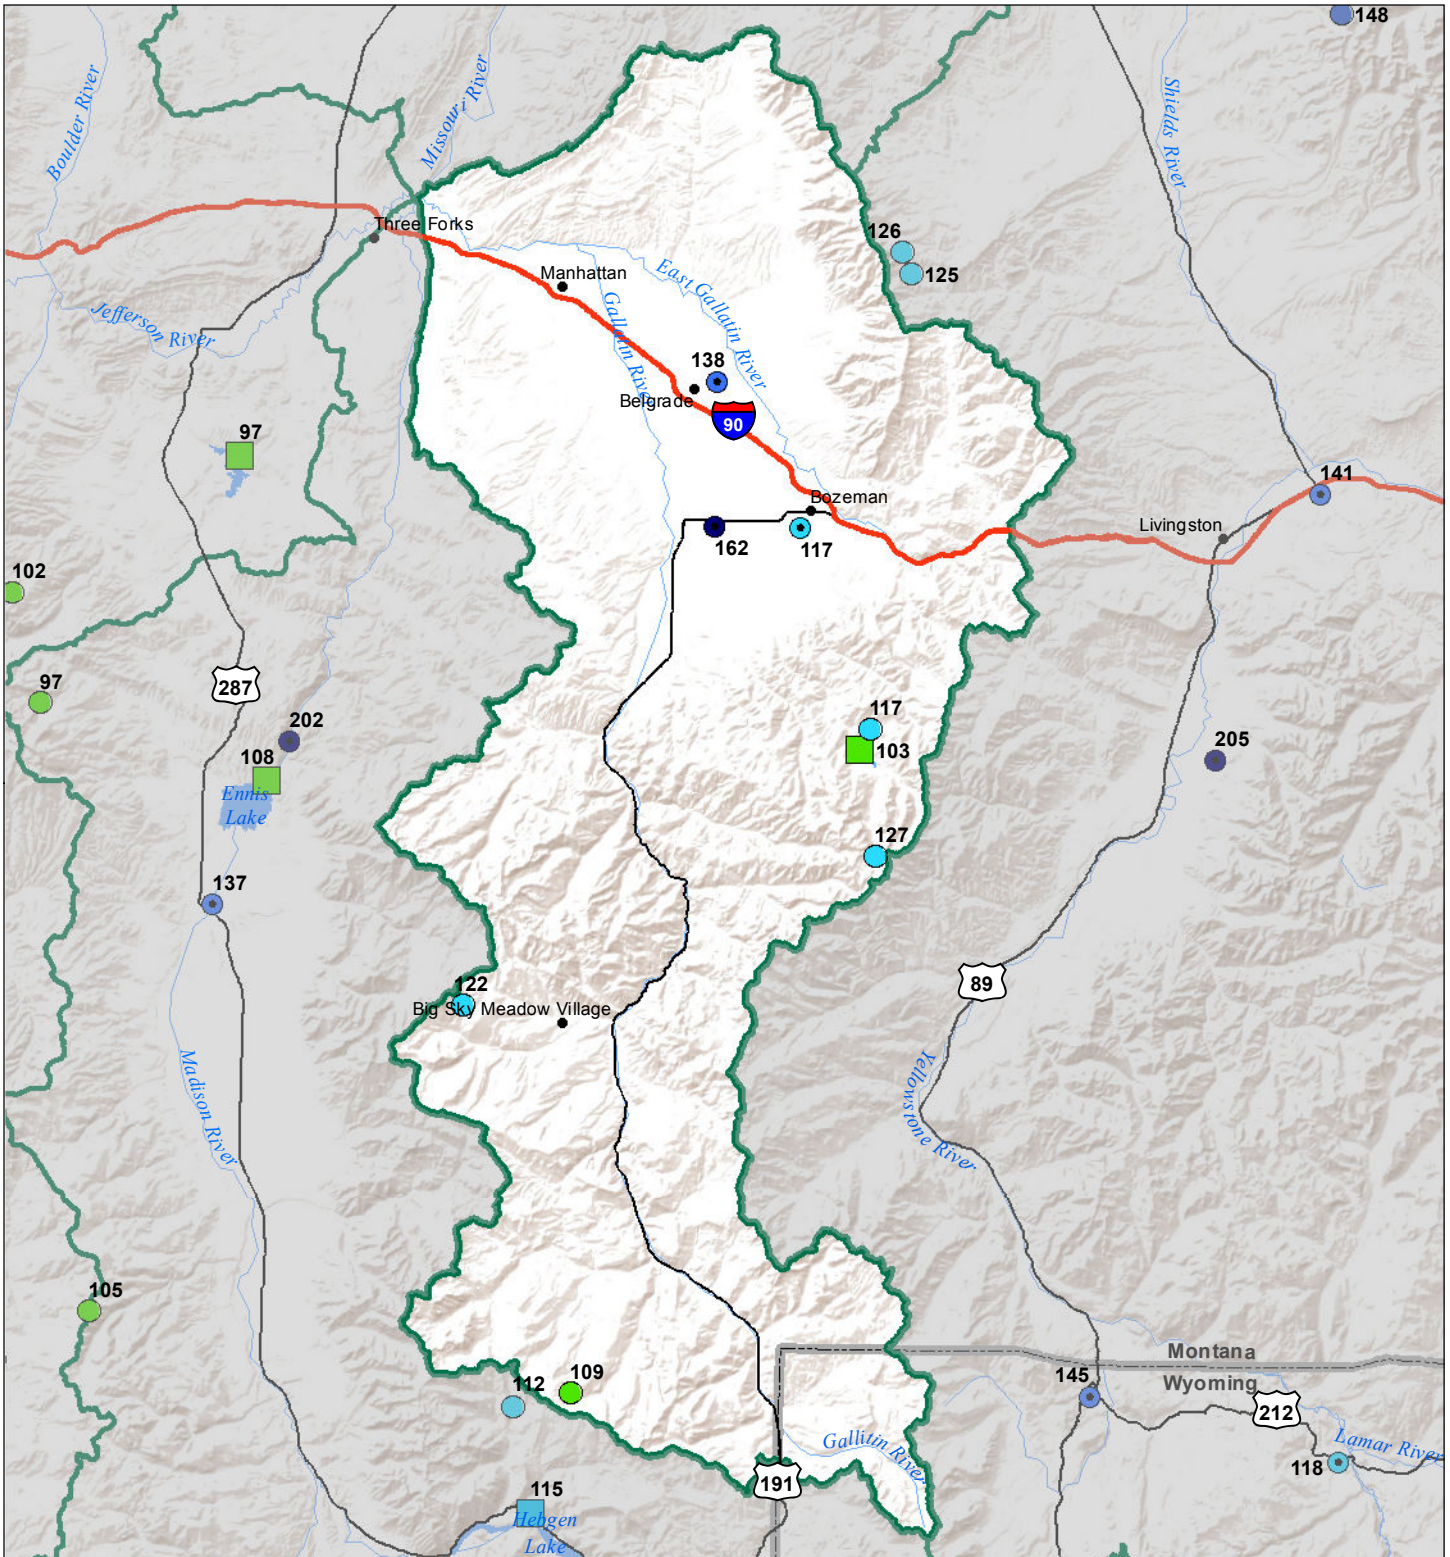 148
Boulder River
Missouri River
Shields River
Three Forks
126
125
Manhattan
East Gallatin River
Gallatin River
Jefferson River
138
Belgrade
90
97
141
Bozeman
Livingston
162
117
102
287
97
202
117
108
103
205
Ennis
Lake
127
137
122
Big Sky Meadow Village
89
Madison River
Yellowstone River
105
Montana
Wyoming
145
109
112
212
Gallitin River
Lamar River
118
191
115
Hebgen
Lake